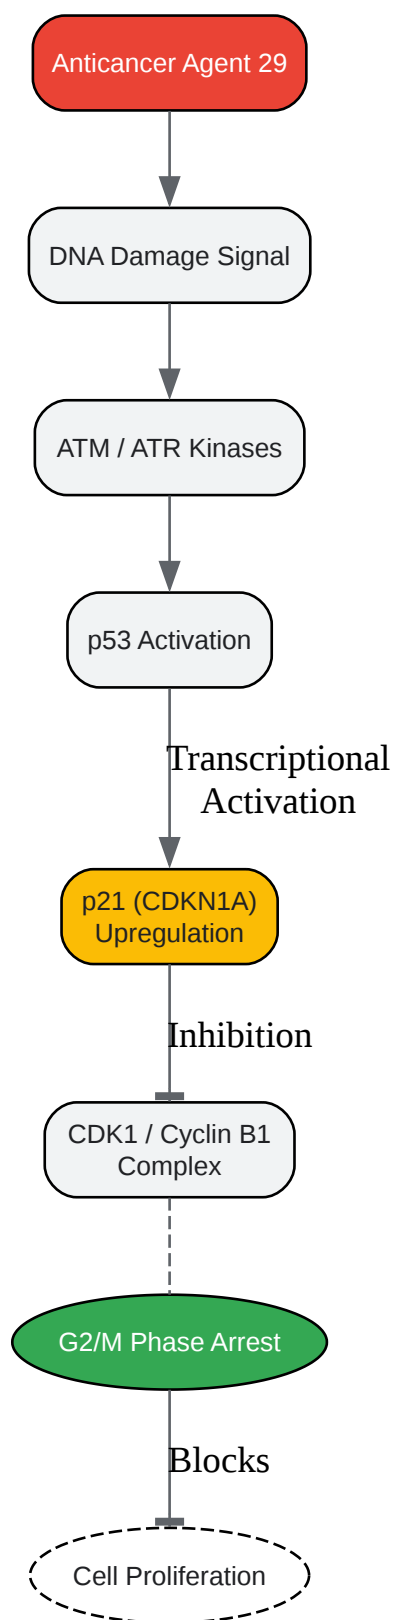 Anticancer Agent 29
DNA Damage Signal
ATM / ATR Kinases
p53 Activation
Transcriptional
Activation
p21 (CDKN1A)
Upregulation
Inhibition
CDK1 / Cyclin B1
Complex
G2/M Phase Arrest
Blocks
Cell Proliferation